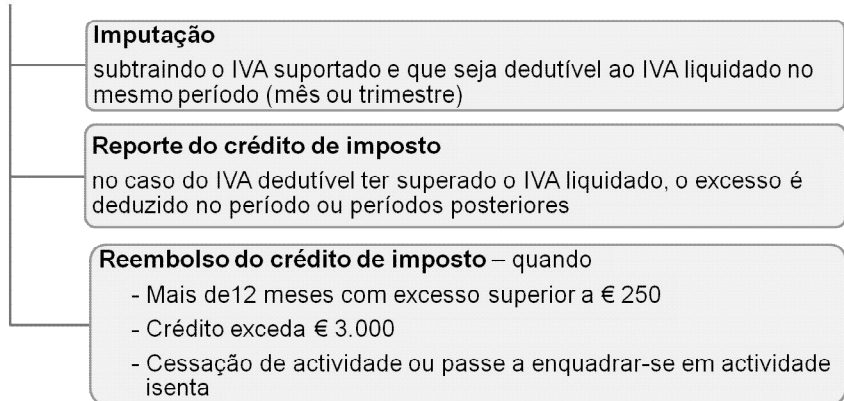 Imputação
subtraindo o IVA suportado e que seja dedutível ao IVA liquidado no
mesmo período (mês ou trimestre)
Reporte do crédito de imposto
no caso do IVA dedutível ter superado o IVA liquidado, o excesso é
deduzido no período ou períodos posteriores
Reembolso do crédito de imposto – quando
- Mais de12 meses com excesso superior a € 250
- Crédito exceda € 3.000
- Cessação de actividade ou passe a enquadrar-se em actividade
isenta